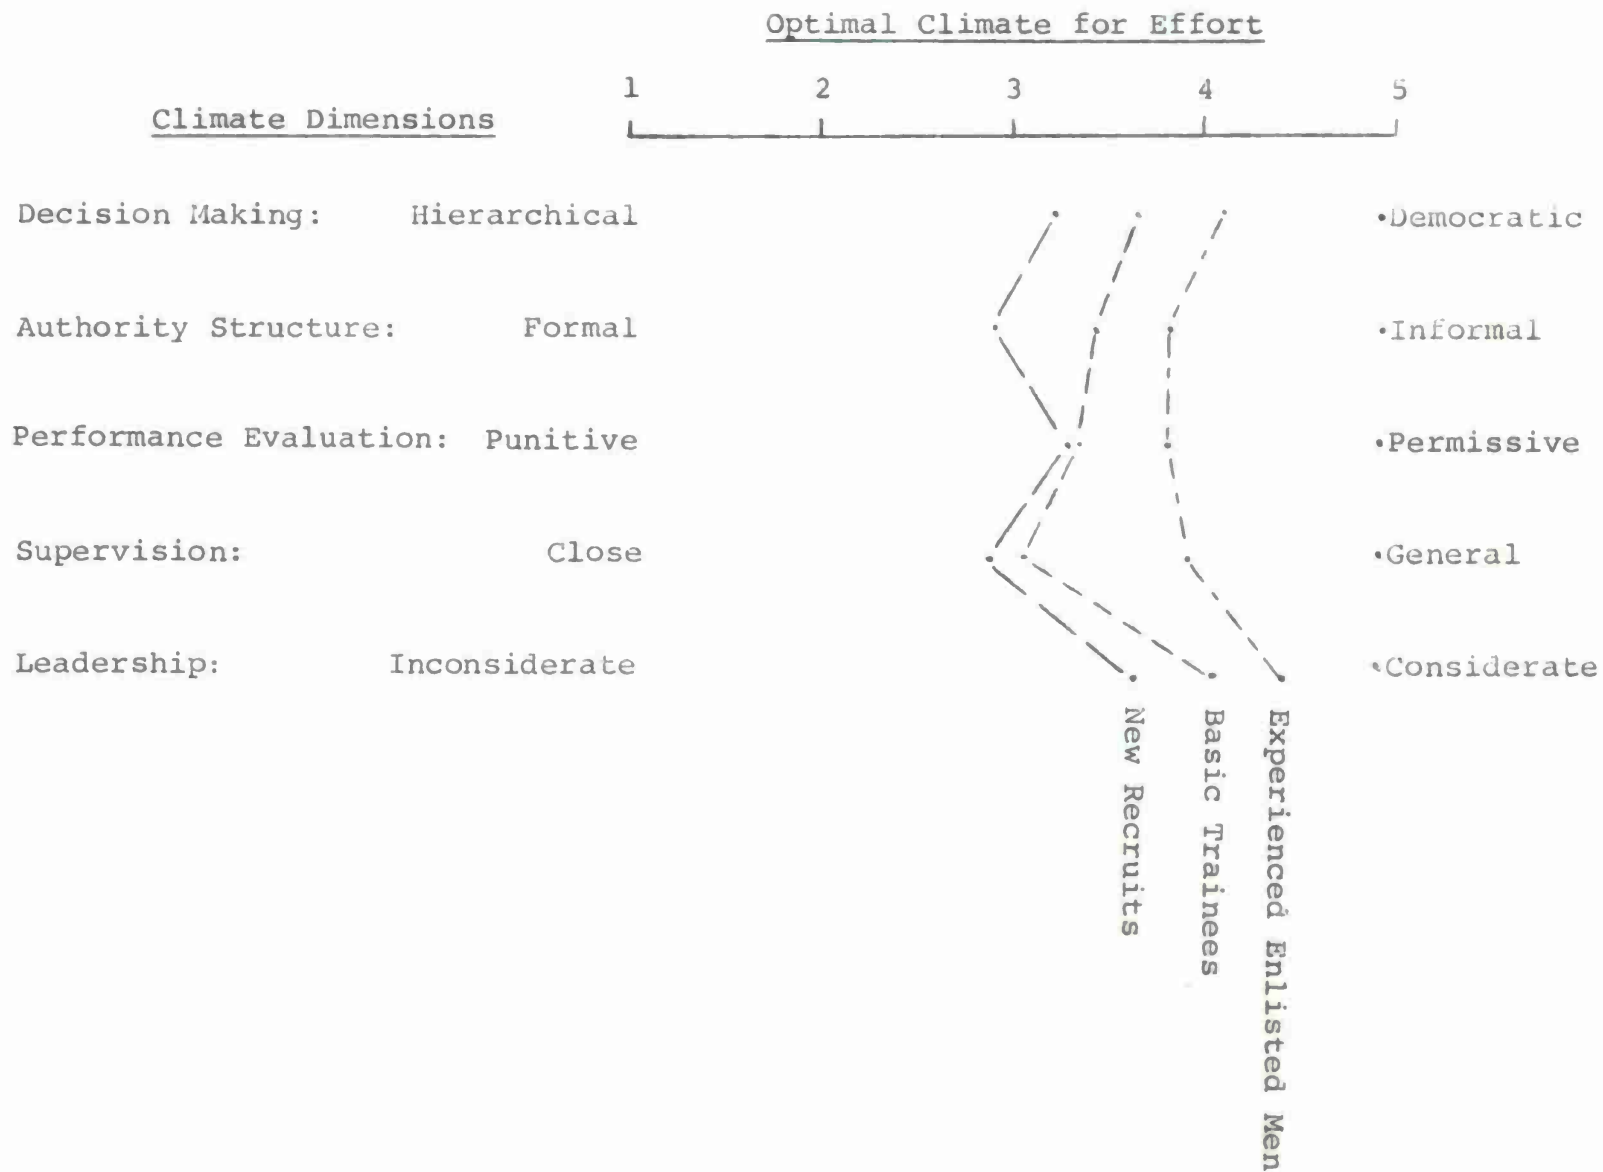 Optimal Climate for Effort
1 2 3 4 5
Climate Dimensions
Decision Making: Hierarchical •Democratic
Authority Structure: Formal •Informal
Performance Evaluation: Punitive •Permissive
Supervision: Close •General
Leadership: Inconsiderate •Considerate
New Recruits
Basic Trainees
Experienced Enlisted Men